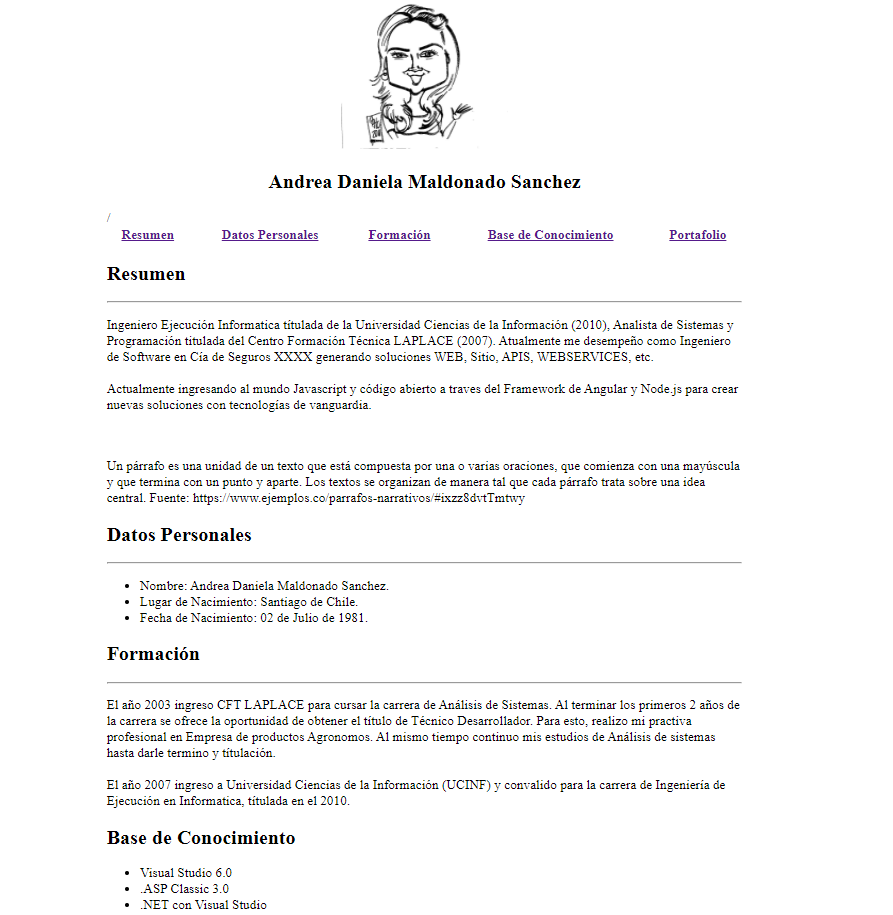 Andrea Daniela Maldonado Sanchez
/
Resumen Datos Personales Formación Base de Conocimiento Portafolio
Resumen
Ingeniero Ejecución Informatica títulada de la Universidad Ciencias de la Información (2010), Analista de Sistemas y
Programación titulada del Centro Formación Técnica LAPLACE (2007). Atualmente me desempeño como Ingeniero
de Software en Cía de Seguros XXXX generando soluciones WEB, Sitio, APIS, WEBSERVICES, etc.
Actualmente ingresando al mundo Javascript y código abierto a traves del Framework de Angular y Node.js para crear
nuevas soluciones con tecnologías de vanguardia.
Un párrafo es una unidad de un texto que está compuesta por una o varias oraciones, que comienza con una mayúscula
y que termina con un punto y aparte. Los textos se organizan de manera tal que cada párrafo trata sobre una idea
central. Fuente: https://www.ejemplos.co/parrafos-narrativos/#ixzz8dvtTmtwy
Datos Personales
Nombre: Andrea Daniela Maldonado Sanchez.
Lugar de Nacimiento: Santiago de Chile.
Fecha de Nacimiento: 02 de Julio de 1981.
Formación
El año 2003 ingreso CFT LAPLACE para cursar la carrera de Análisis de Sistemas. Al terminar los primeros 2 años de
la carrera se ofrece la oportunidad de obtener el título de Técnico Desarrollador. Para esto, realizo mi practiva
profesional en Empresa de productos Agronomos. Al mismo tiempo continuo mis estudios de Análisis de sistemas
hasta darle termino y títulación.
El año 2007 ingreso a Universidad Ciencias de la Información (UCINF) y convalido para la carrera de Ingeniería de
Ejecución en Informatica, títulada en el 2010.
Base de Conocimiento
Visual Studio 6.0
.ASP Classic 3.0
.NET con Visual Studio